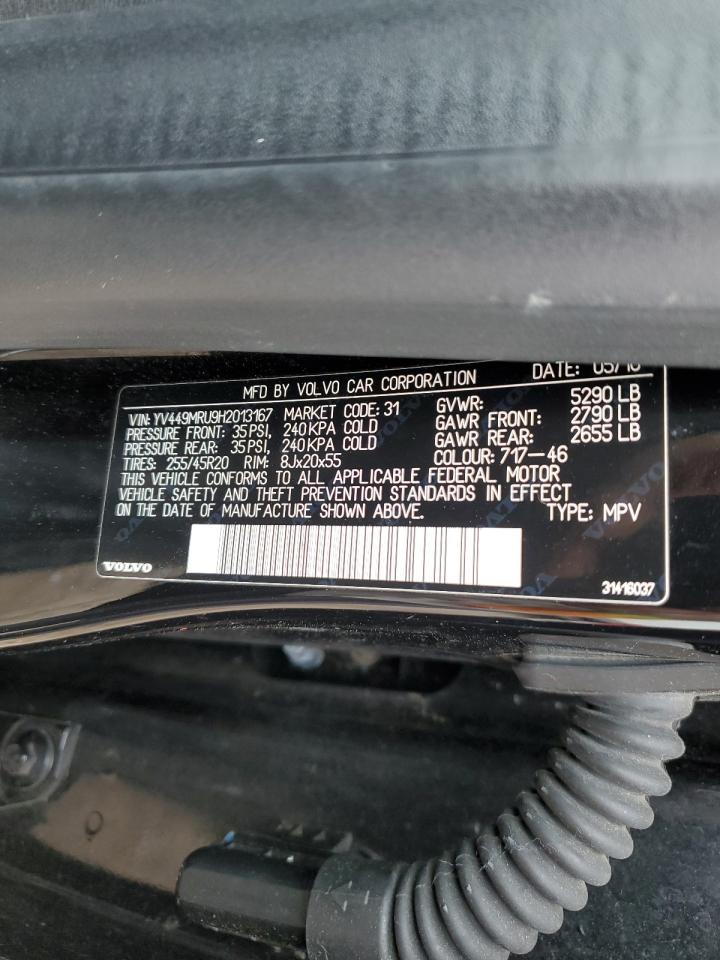 MFD BY VOLVO CAR CORPORATION DATE: 05/16
VIN: YV449MRU9H2013167 MARKET CODE: 31 GVWR: 5290 LB
PRESSURE FRONT: 35PSI, 240KPA COLD GAWR FRONT: 2790 LB
PRESSURE REAR: 35PSI, 240KPA COLD GAWR REAR: 2655 LB
TIRES: 255/45R20 RIM: 8Jx20x55 COLOUR: 717-46
THIS VEHICLE CONFORMS TO ALL APPLICABLE FEDERAL MOTOR
VEHICLE SAFETY AND THEFT PREVENTION STANDARDS IN EFFECT
ON THE DATE OF MANUFACTURE SHOWN ABOVE. TYPE: MPV
VOLVO 31416037